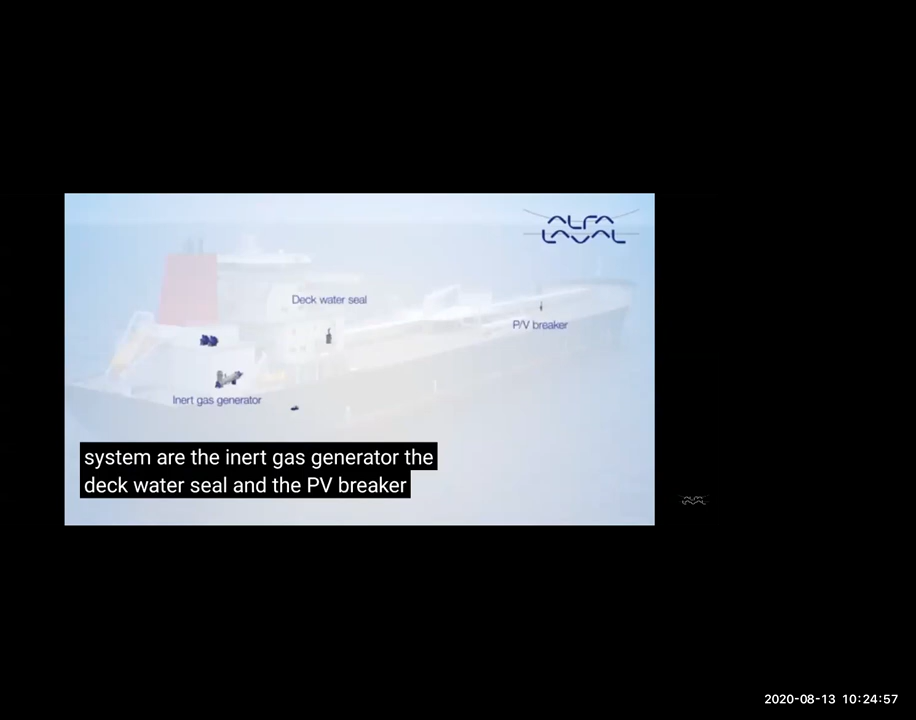 ALFA
LAVAL
Deck water seal
P/V breaker
Inert gas generator
system are the inert gas generator the
deck water seal and the PV breaker
2020-08-13 10:24:57